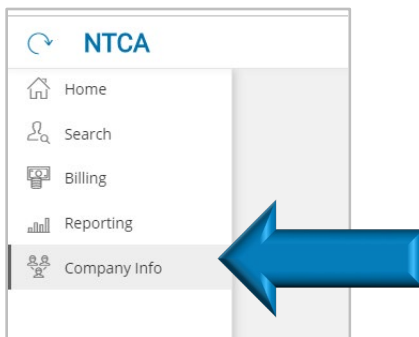 NTCA
Home
Search
Billing
Reporting
Company Info